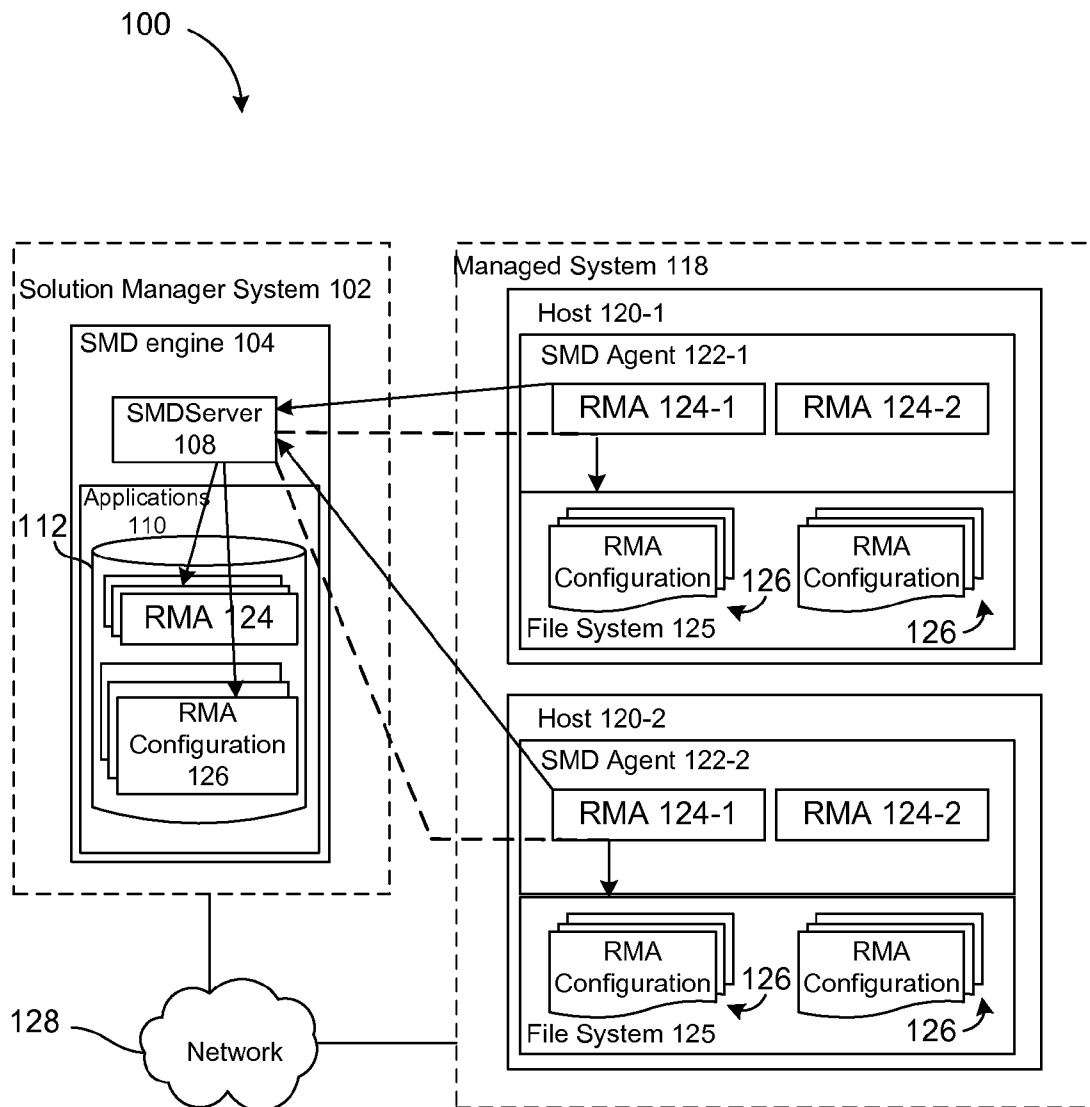 100
Solution Manager System 102
SMD engine 104
SMDServer
108
Applications
110
112
RMA 124
RMA
Configuration
126
Managed System 118
Host 120-1
SMD Agent 122-1
RMA 124-1
RMA 124-2
RMA
Configuration
126
RMA
Configuration
126
File System 125
Host 120-2
SMD Agent 122-2
RMA 124-1
RMA 124-2
RMA
Configuration
126
RMA
Configuration
126
File System 125
128
Network